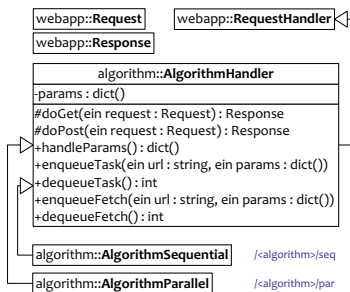 webapp::Request
webapp::RequestHandler
webapp::Response
algorithm::AlgorithmHandler
-params : dict()
#doGet(ein request : Request) : Response
#doPost(ein request : Request) : Response
+handleParams() : dict()
+enqueueTask(ein url : string, ein params : dict())
+dequeueTask() : int
+enqueueFetch(ein url : string, ein params : dict())
+dequeueFetch() : int
algorithm::AlgorithmSequential
/<algorithm>/seq
algorithm::AlgorithmParallel
/<algorithm>/par